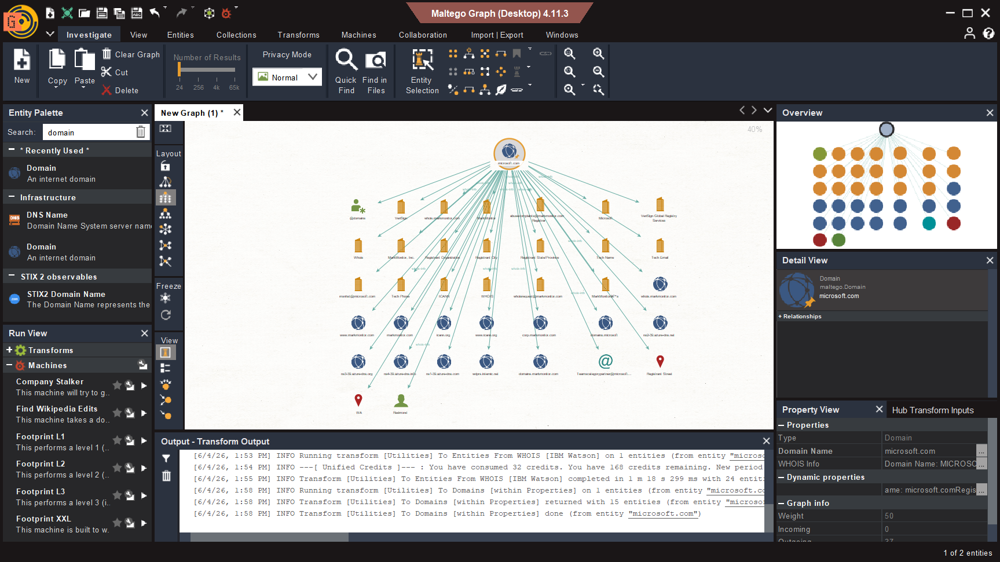 Maltego Graph (Desktop) 4.11.3
Investigate
View
Entities
Collections
Transforms
Machines
Collaboration
Import | Export
Windows
New
Copy
Paste
Clear Graph
Cut
Delete
Number of Results
24 256 4k 65k
Privacy Mode
Normal
Quick
Find
Find in
Files
Entity
Selection
Entity Palette
Search: domain
* Recently Used *
Domain
An internet domain
Infrastructure
DNS Name
Domain Name System server name
Domain
An internet domain
STIX 2 observables
STIX2 Domain Name
The Domain Name represents the
Run View
Transforms
Machines
Company Stalker
This machine will try to g..
Find Wikipedia Edits
This machine takes a do..
Footprint L1
This performs a level 1 (..
Footprint L2
This performs a level 2 (..
Footprint L3
This performs a level 3 (i..
Footprint XXL
This machine is built to w.
New Graph (1) *
Layout
Freeze
View
40%
microsoft.com
whois-info
@domains
VeriSign
whois.markmonitor.com
MarkMonitor
abusecomplaints@markmonitor.com
Registrar
Microsoft
VeriSign Global Registry
Services
Whois
MarkMonitor, Inc.
Registrant Organization
Registrant City
Registrant State/Province
Tech Name
Tech Email
msnhst@microsoft.com
Tech Phone
ICANN
WHOIS
whoisrequest@markmonitor.com
whois.markmonitor.com
www.markmonitor.com
markmonitor.com
icann.org
www.icann.org
corp.markmonitor.com
domains.microsoft
ns2-39.azure-dns.net
ns3-39.azure-dns.org
ns4-39.azure-dns.info
ns1-39.azure-dns.com
wdprs.internic.net
domains.markmonitor.com
Registrant Street
WA
Redmond
Output - Transform Output
[6/4/26, 1:53 PM] INFO Running transform [Utilities] To Entities From WHOIS [IBM Watson] on 1 entities (from entity "micros
[6/4/26, 1:54 PM] INFO ---[ Unified Credits ]--- : You have consumed 32 credits. You have 168 credits remaining. New period
[6/4/26, 1:55 PM] INFO Transform [Utilities] To Entities From WHOIS [IBM Watson] completed in 1 m 18 s 299 ms with 24 entiti
[6/4/26, 1:58 PM] INFO Running transform [Utilities] To Domains [within Properties] on 1 entities (from entity "microsoft.co
[6/4/26, 1:58 PM] INFO Transform [Utilities] To Domains [within Properties] returned with 15 entities (from entity "microso
[6/4/26, 1:58 PM] INFO Transform [Utilities] To Domains [within Properties] done (from entity "microsoft.com")
Overview
Detail View
Domain
maltego.Domain
microsoft.com
+ Relationships
Property View
Hub Transform Inputs
Properties
Type Domain
Domain Name microsoft.com ...
WHOIS Info Domain Name: MICROSO ...
Dynamic properties
ame: microsoft.comRegis ...
Graph info
Weight 50
Incoming 0
Outgoing 37
1 of 2 entities